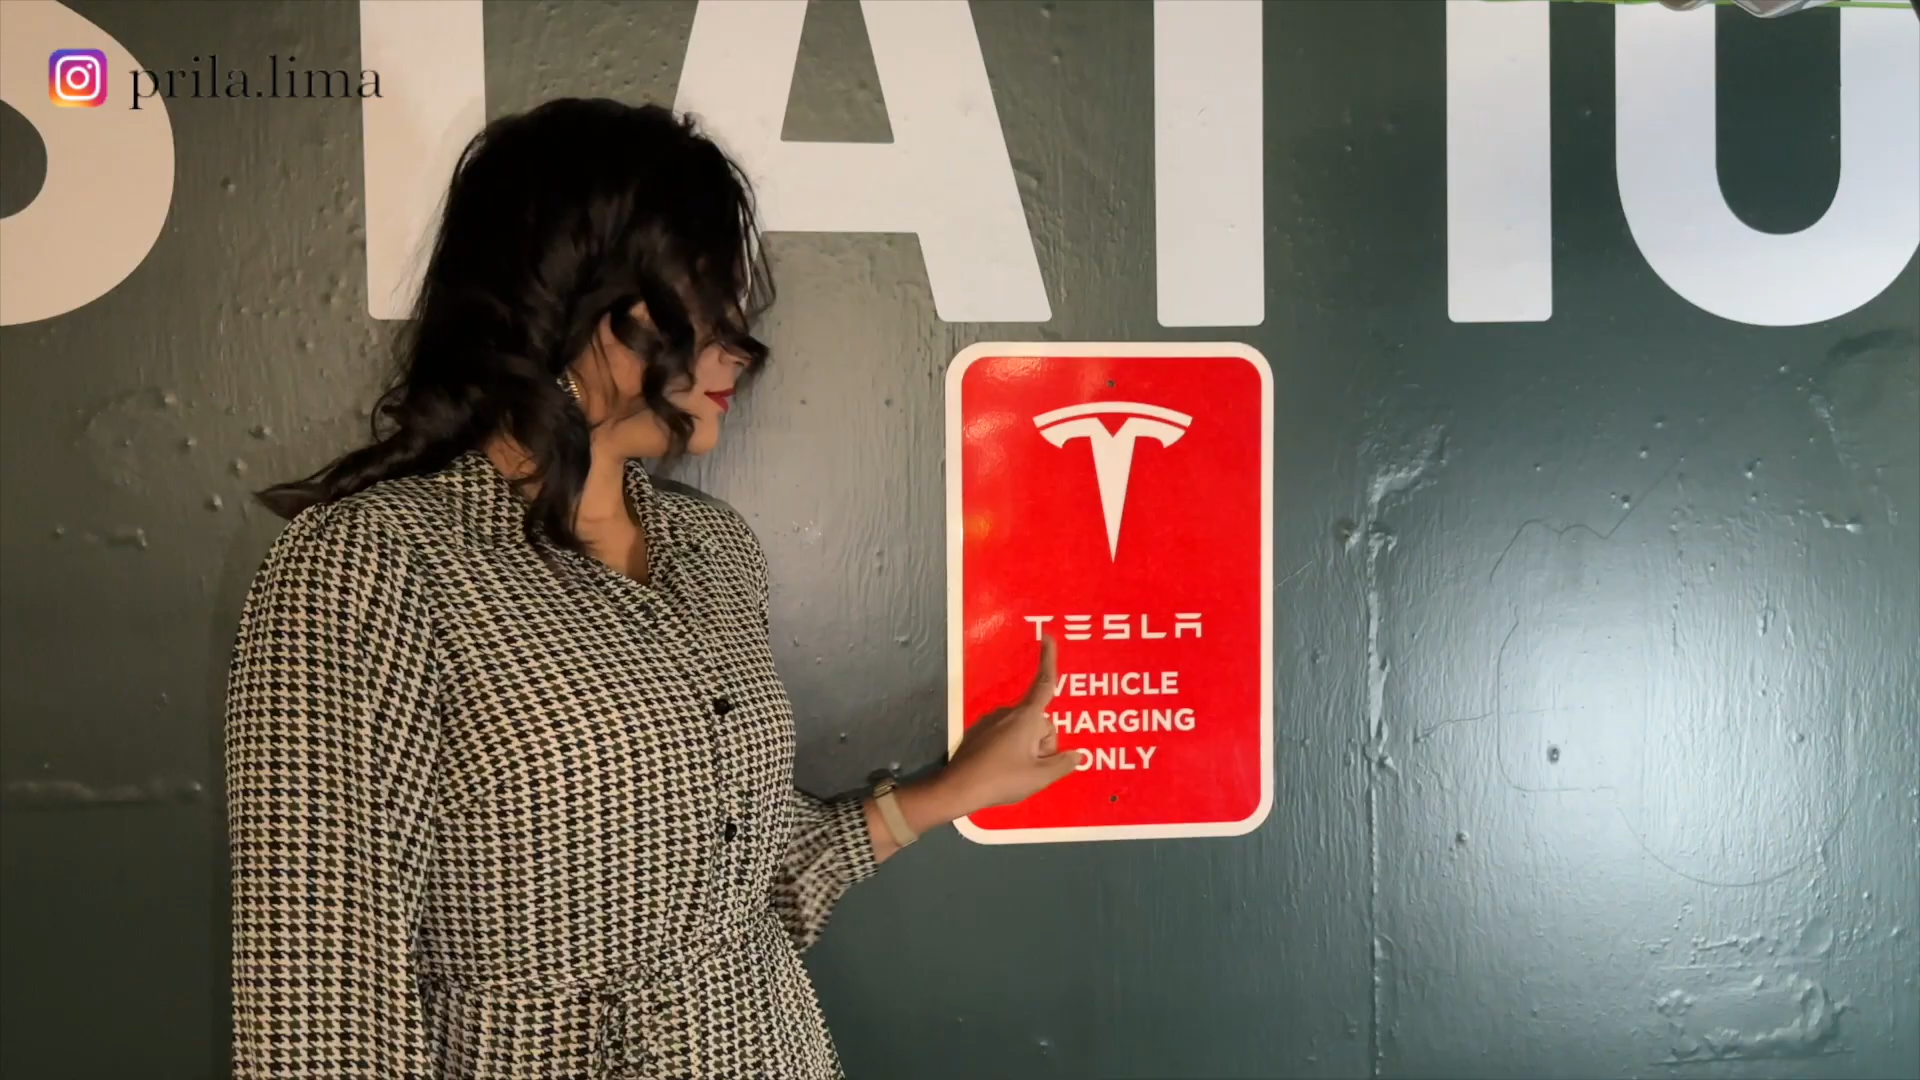 prila.lima
STATIO
TESLA
VEHICLE
CHARGING
ONLY